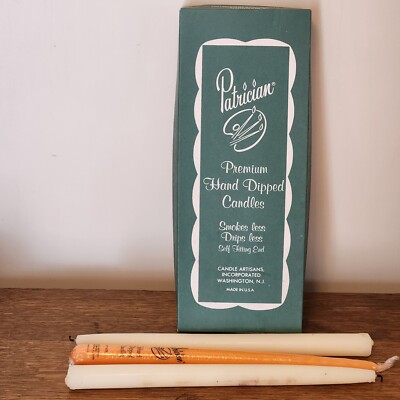 Patrician®
Premium
Hand Dipped
Candles
Smokes less
Drips less
Self Fitting End
CANDLE ARTISANS,
INCORPORATED
WASHINGTON, N.J.
MADE IN U.S.A.